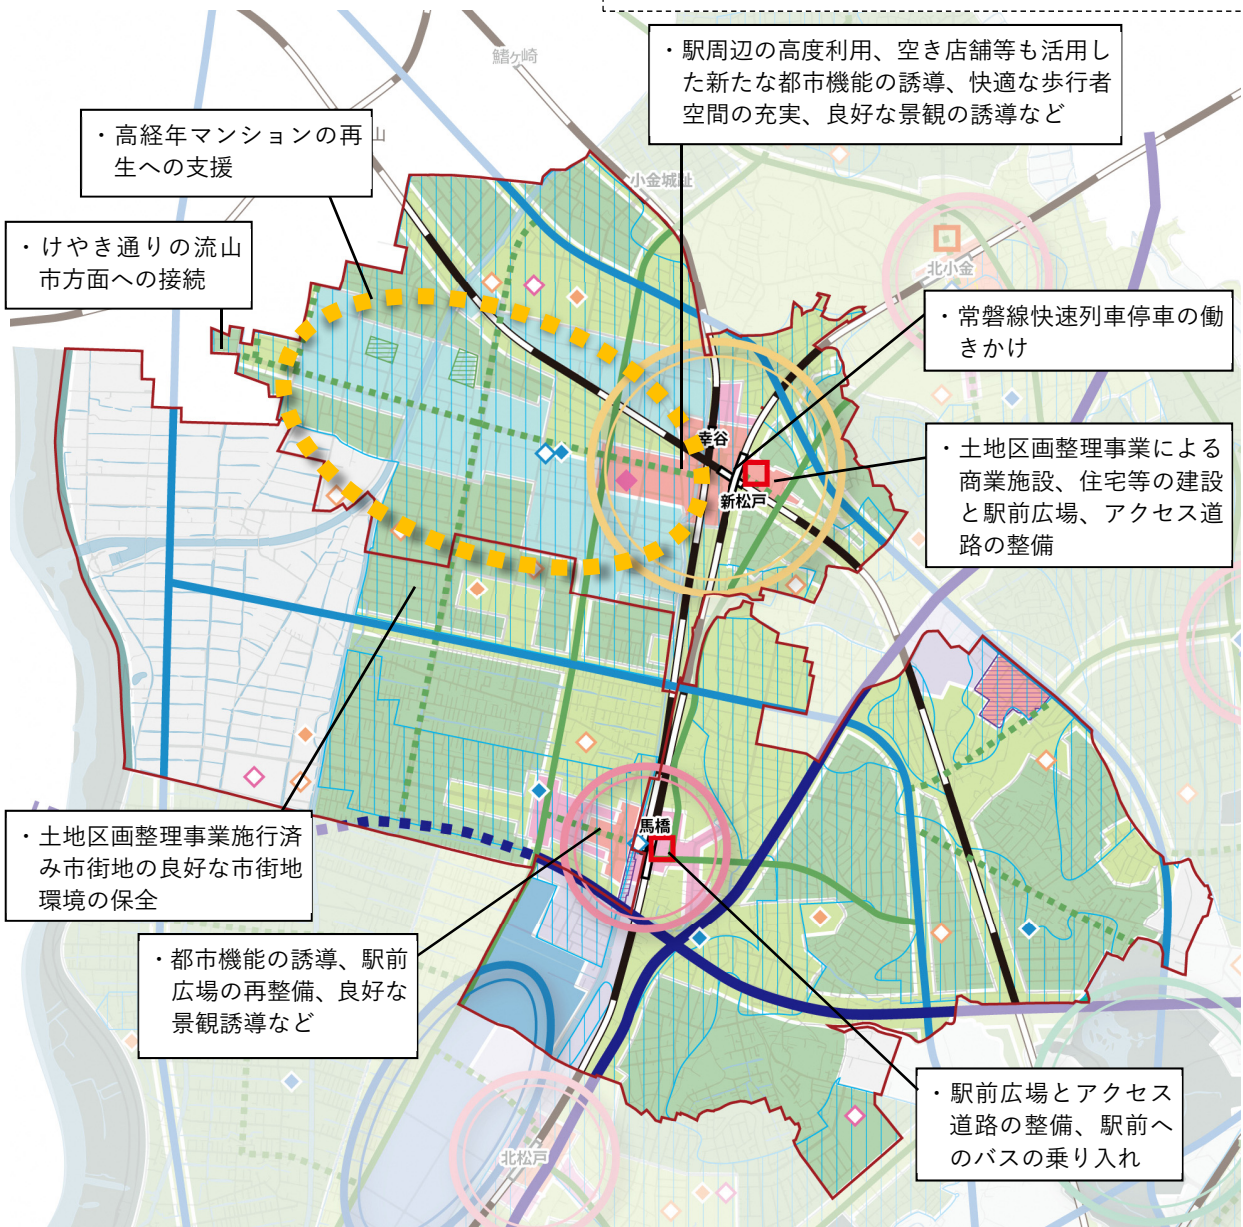 ・駅周辺の高度利用、空き店舗等も活用し
た新たな都市機能の誘導、快適な歩行者
空間の充実、良好な景観の誘導など
鰭ヶ崎
・高経年マンションの再
生への支援
山
小金城趾
・けやき通りの流山
市方面への接続
北小金
・常磐線快速列車停車の働
きかけ
幸谷
新松戸
・土地区画整理事業による
商業施設、住宅等の建設
と駅前広場、アクセス道
路の整備
・土地区画整理事業施行済
み市街地の良好な市街地
環境の保全
馬橋
・都市機能の誘導、駅前
広場の再整備、良好な
景観誘導など
・駅前広場とアクセス
道路の整備、駅前へ
のバスの乗り入れ
北松戸